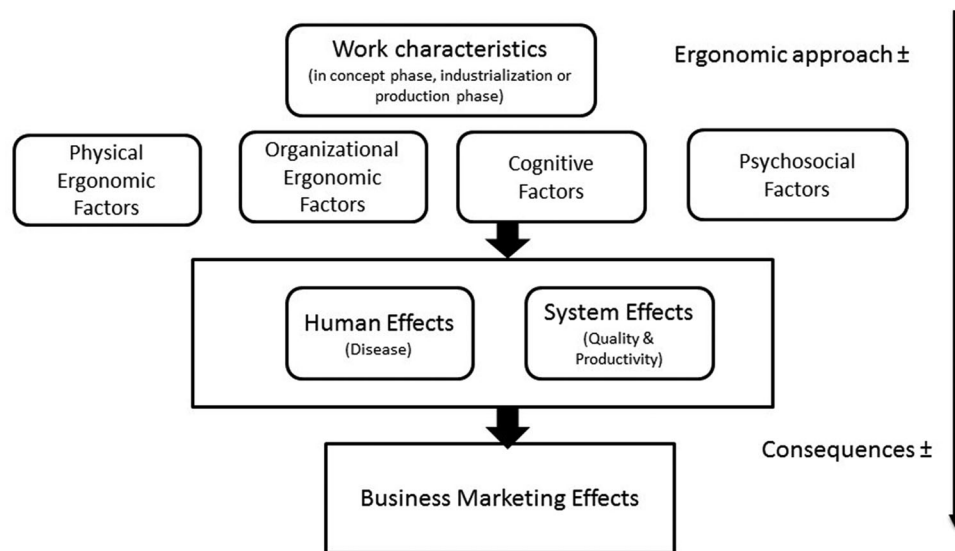 Work characteristics
(in concept phase, industrialization or
production phase)
Ergonomic approach ±
Physical
Ergonomic
Factors
Organizational
Ergonomic
Factors
Cognitive
Factors
Psychosocial
Factors
Human Effects
(Disease)
System Effects
(Quality &
Productivity)
Consequences ±
Business Marketing Effects